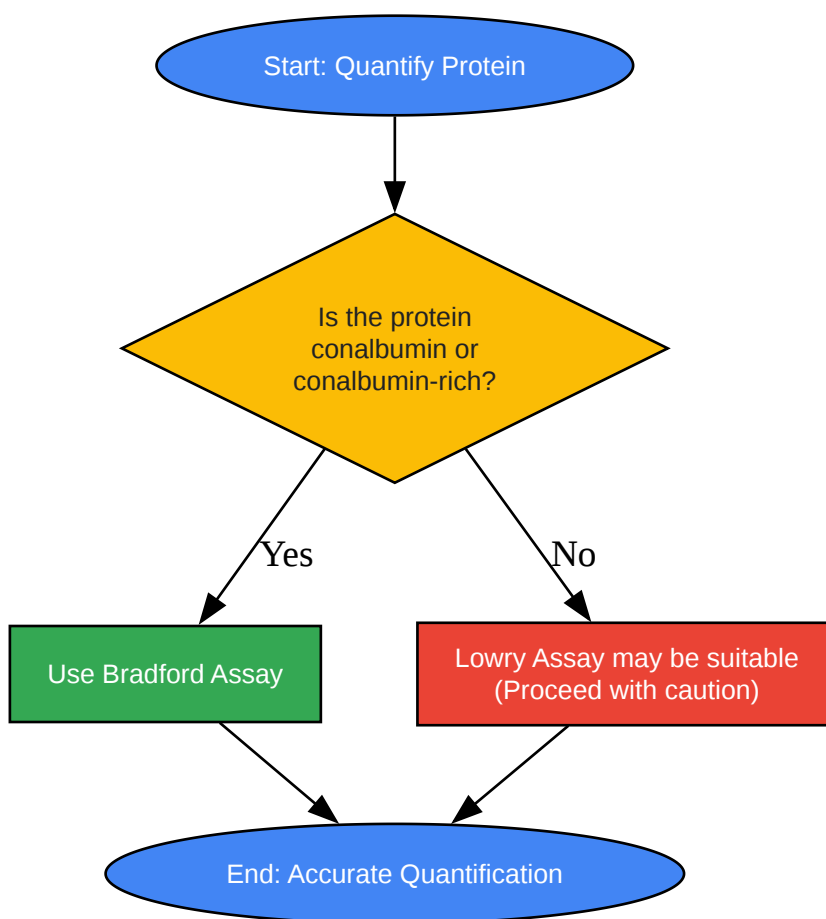 Start: Quantify Protein
Is the protein
conalbumin or
conalbumin-rich?
Yes
No
Use Bradford Assay
Lowry Assay may be suitable
(Proceed with caution)
End: Accurate Quantification